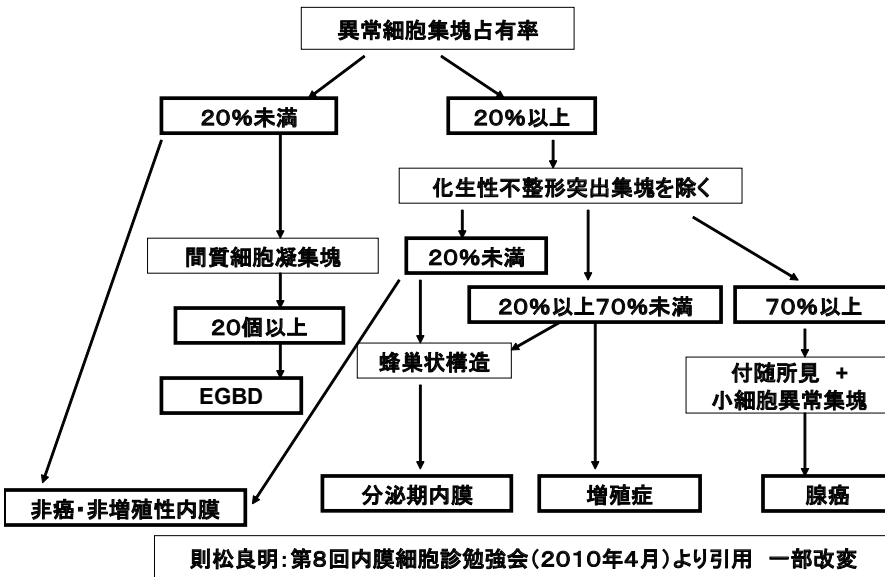 異常細胞集塊占有率
20%未満
20%以上
化生性不整形突出集塊を除く
間質細胞凝集塊
20%未満
20個以上
20%以上70%未満
70%以上
蜂巣状構造
付随所見 +
小細胞異常集塊
EGBD
非癌・非増殖性内膜
分泌期内膜
増殖症
腺癌
則松良明:第8回内膜細胞診勉強会(2010年4月)より引用 一部改変